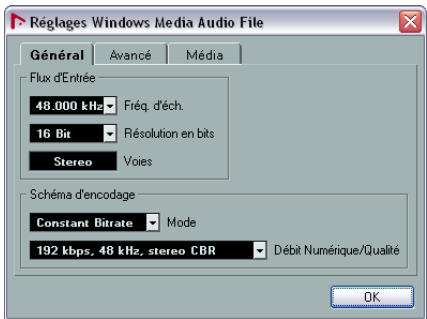 Réglages Windows Media Audio File
Général Avancé Média
Flux d'Entrée
48.000 kHz Fréq. d'éch.
16 Bit Résolution en bits
Stereo Voies
Schéma d'encodage
Constant Bitrate Mode
192 kbps, 48 kHz, stereo CBR Débit Numérique/Qualité
OK